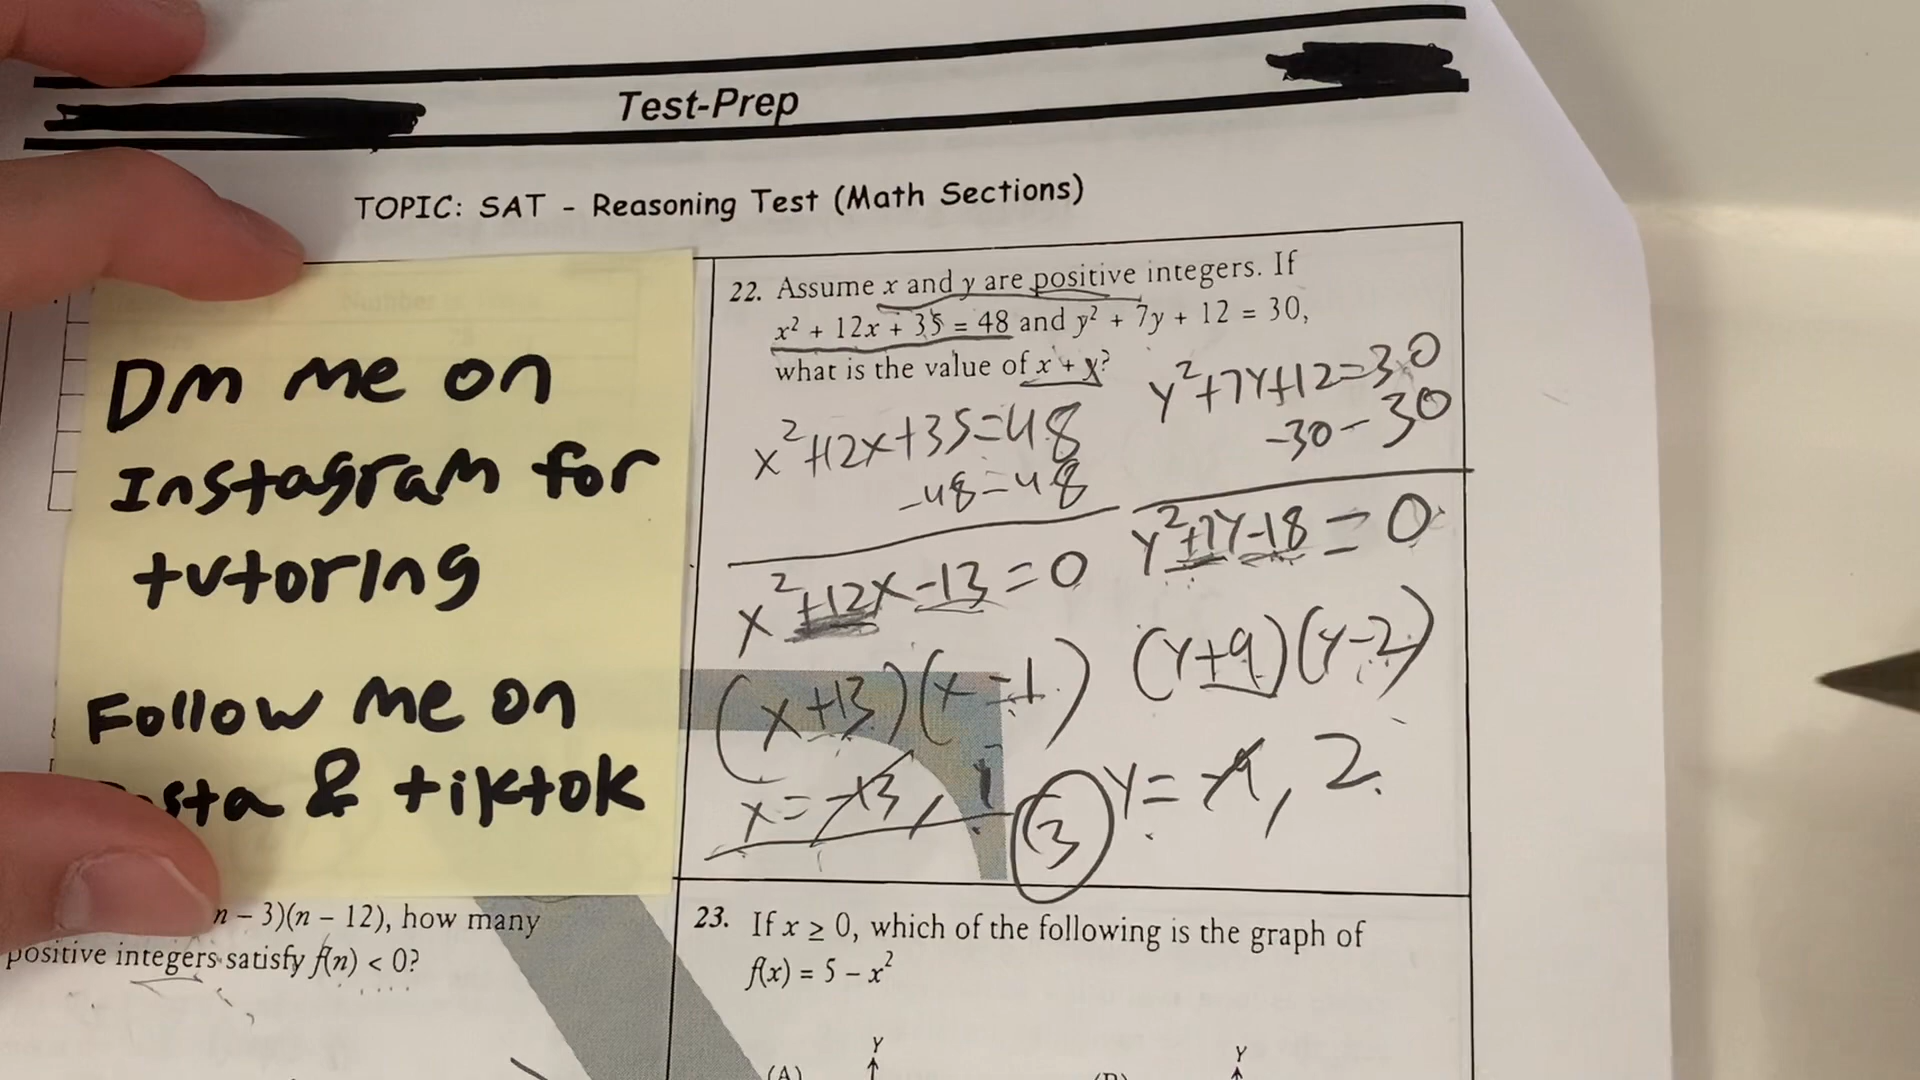 Test-Prep
TOPIC: SAT - Reasoning Test (Math Sections)
Dm me on
Instagram for
tutoring
Follow me on
sta & tiktok
22. Assume x and y are positive integers. If
x² + 12x + 35 = 48 and y² + 7y + 12 = 30,
what is the value of x + y?
x²+12x+35=48
-48=48
x²+12x-13=0
(x+13)(x-1)
x=-13, 1
y²+7y+12=30
-30-30
y²+7y-18=0
(y+9)(y-2)
y=-9, 2.
3
n – 3)(n – 12), how many
positive integers satisfy f(n) < 0?
23. If x ≥ 0, which of the following is the graph of
f(x) = 5 – x²
Y
Y
(A)